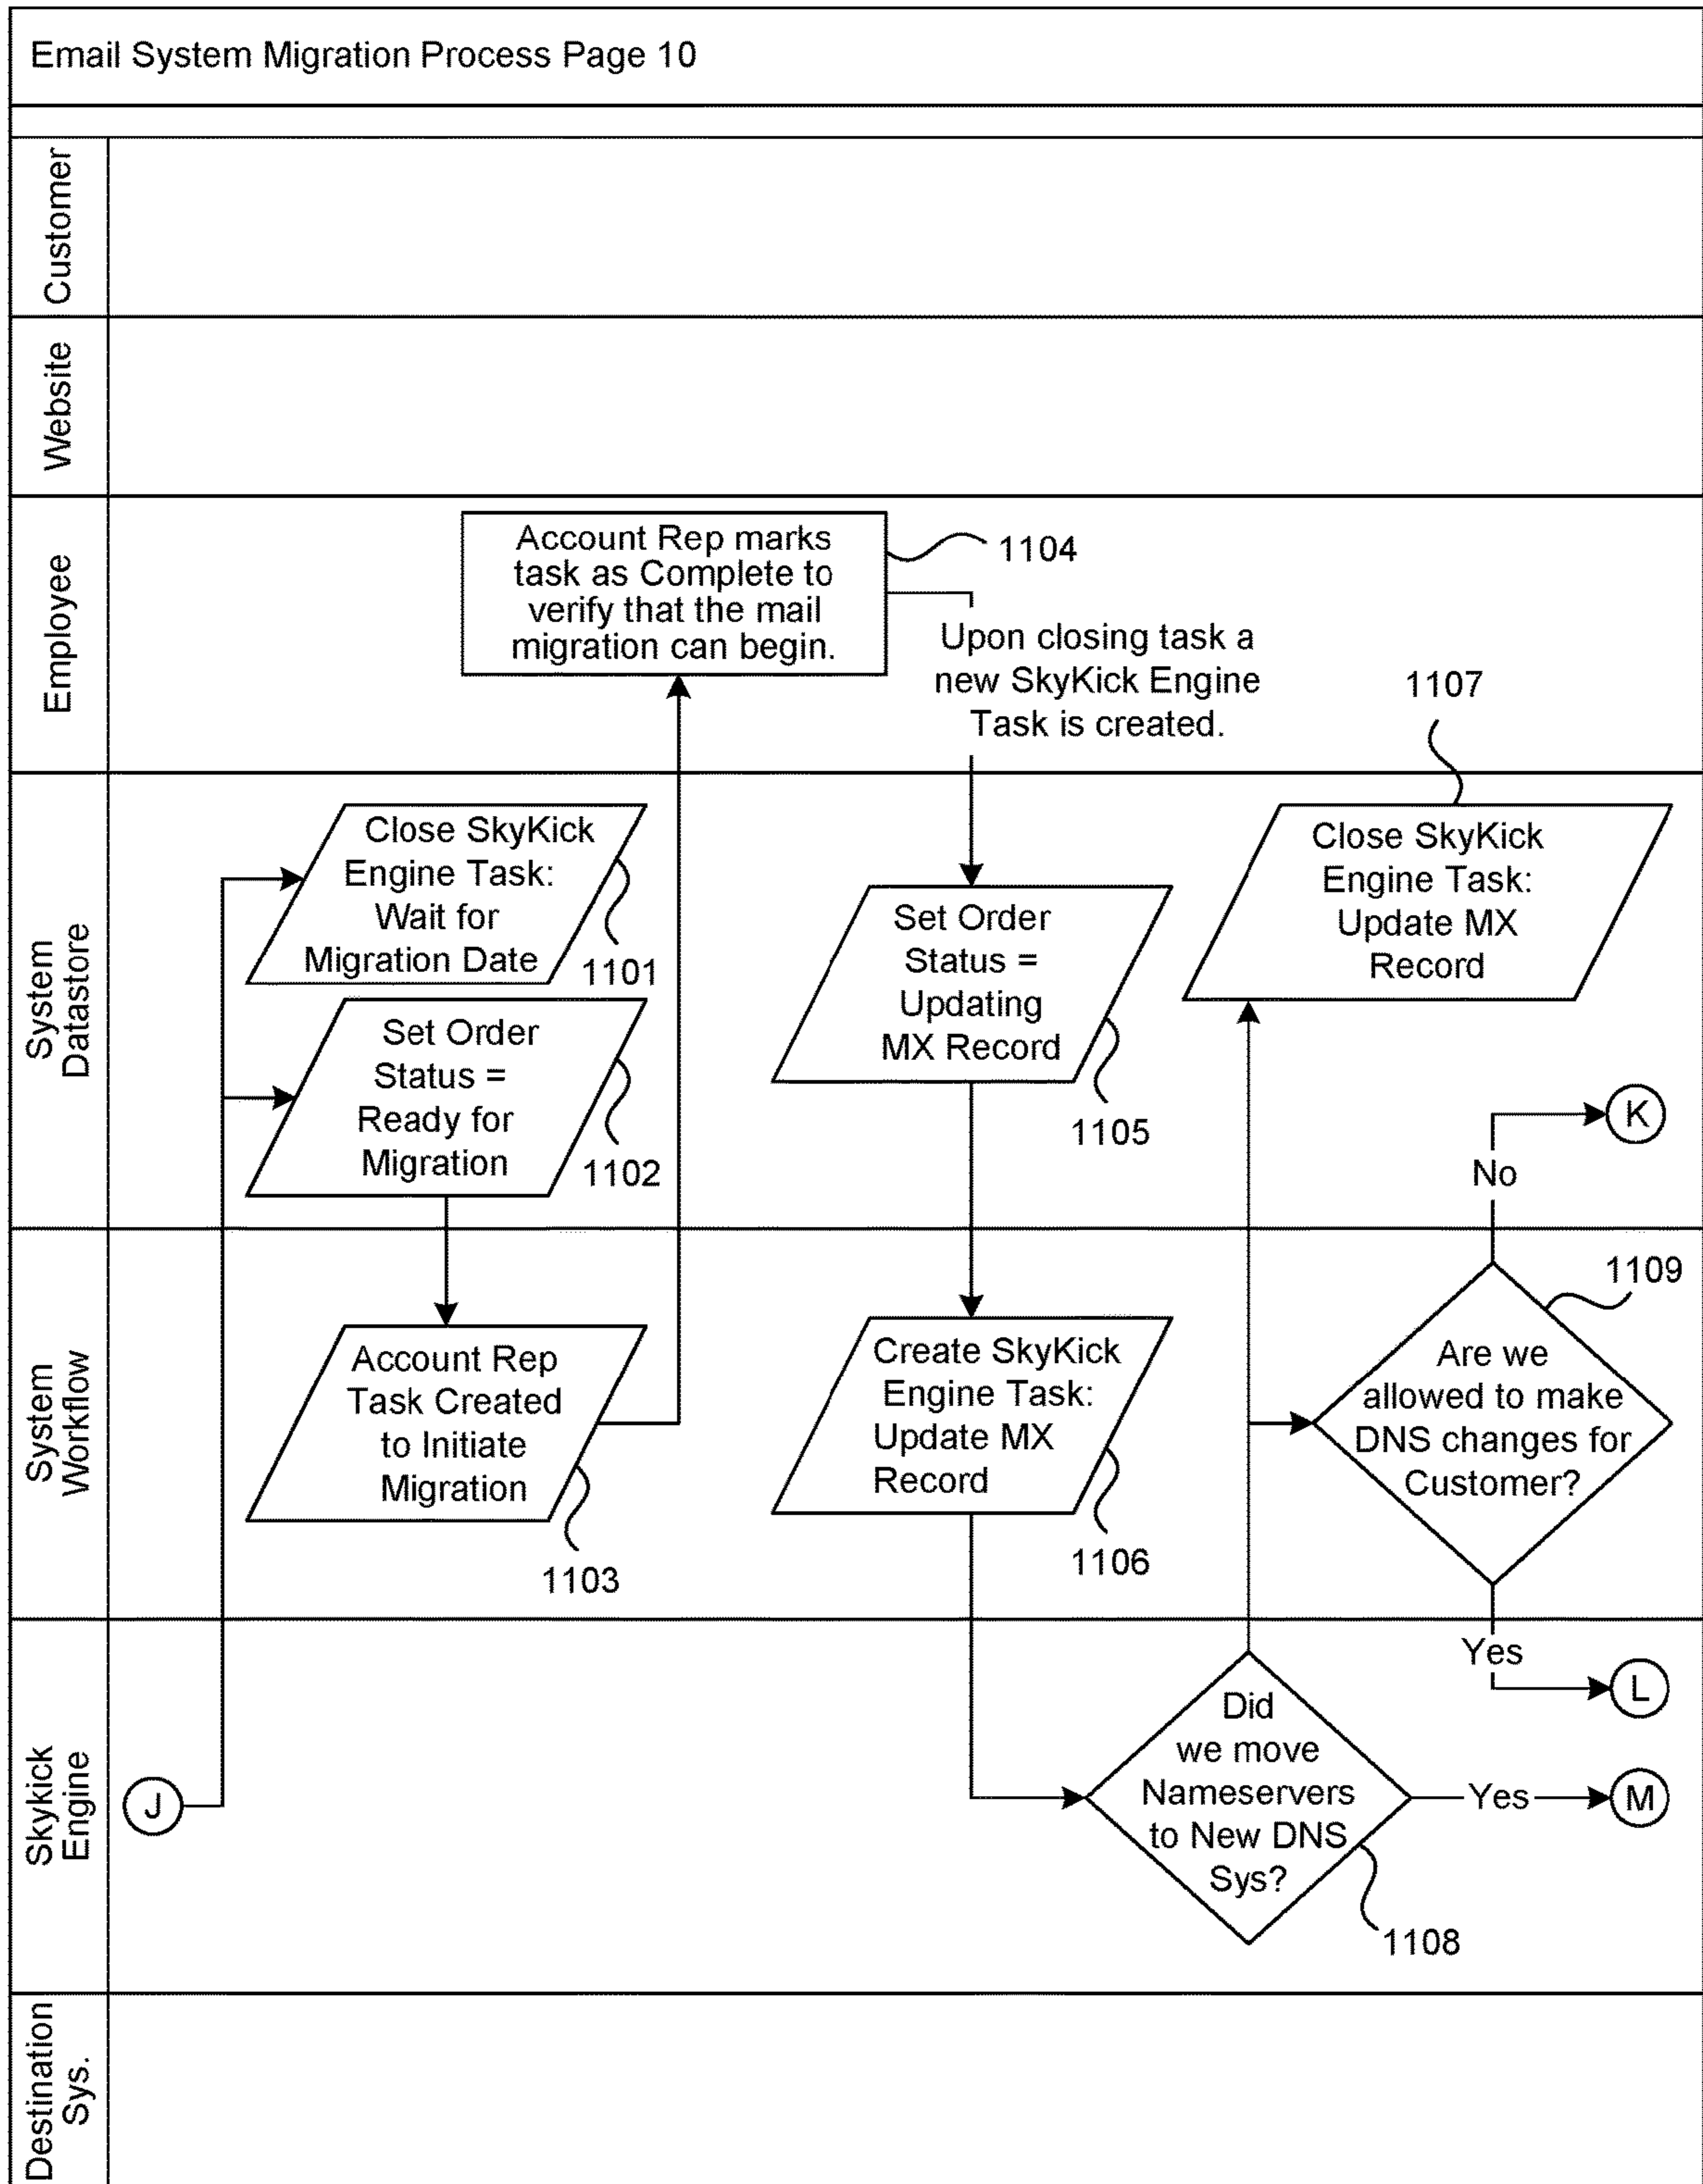 Email System Migration Process Page 10
Customer
Website
Employee
Account Rep marks
task as Complete to
verify that the mail
migration can begin.
1104
Upon closing task a
new SkyKick Engine
Task is created.
1107
System
Datastore
Close SkyKick
Engine Task:
Wait for
Migration Date
1101
Set Order
Status =
Ready for
Migration
1102
Set Order
Status =
Updating
MX Record
1105
Close SkyKick
Engine Task:
Update MX
Record
K
No
System
Workflow
Account Rep
Task Created
to Initiate
Migration
1103
Create SkyKick
Engine Task:
Update MX
Record
1106
1109
Are we
allowed to make
DNS changes for
Customer?
Skykick
Engine
J
Yes
L
Did
we move
Nameservers
to New DNS
Sys?
Yes
M
1108
Destination
Sys.